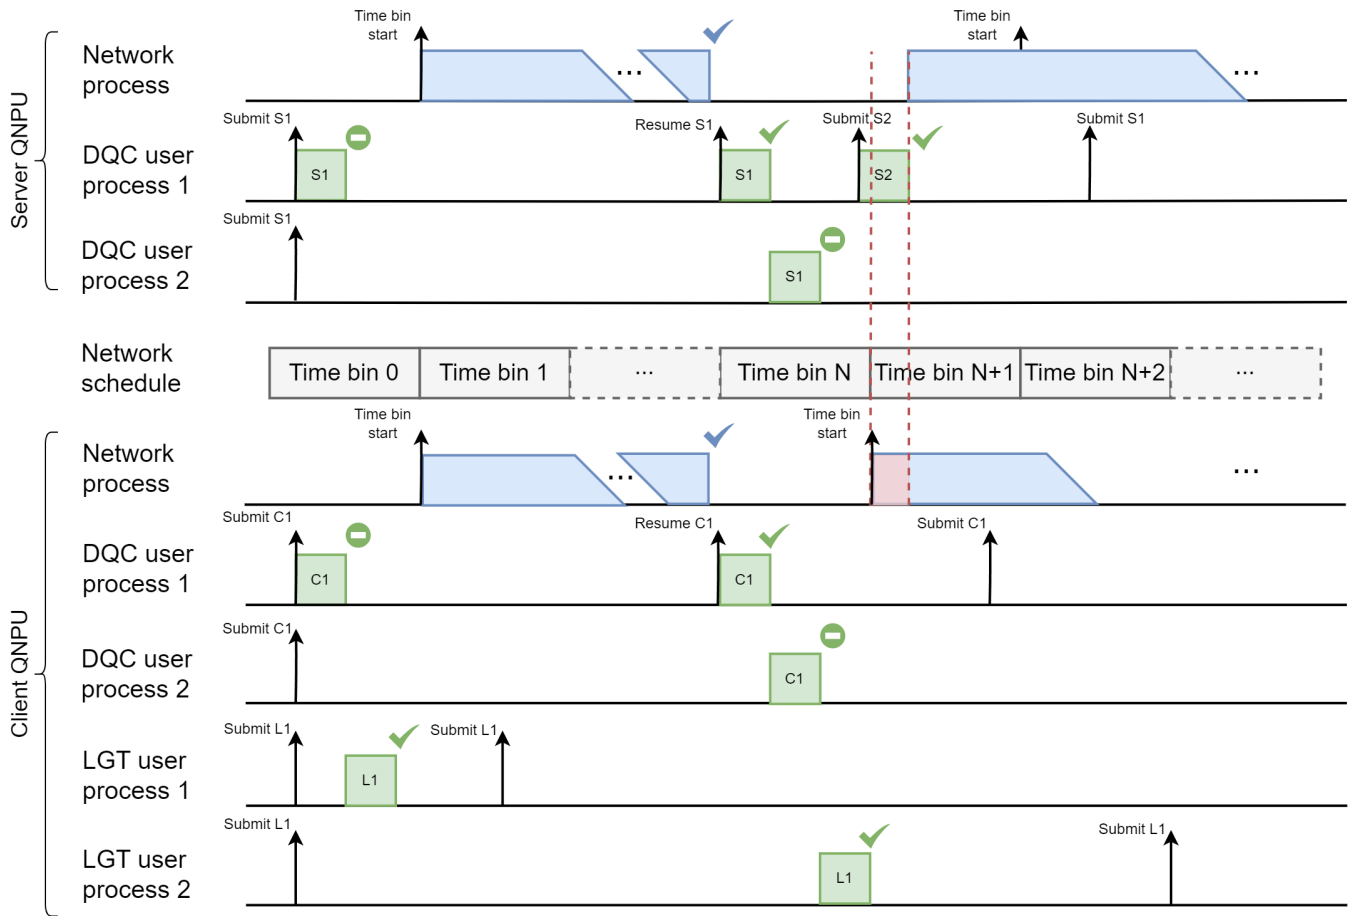 Time bin
start
Time bin
start
Network
process
...
...
Server QNPU
Submit S1
Resume S1
Submit S2
Submit S1
DQC user
process 1
S1
S1
S2
Submit S1
DQC user
process 2
S1
Network
schedule
Time bin 0
Time bin 1
...
Time bin N
Time bin N+1
Time bin N+2
...
Time bin
start
Time bin
start
Network
process
...
...
Client QNPU
Submit C1
Resume C1
Submit C1
DQC user
process 1
C1
C1
Submit C1
DQC user
process 2
C1
Submit L1
Submit L1
LGT user
process 1
L1
Submit L1
Submit L1
LGT user
process 2
L1